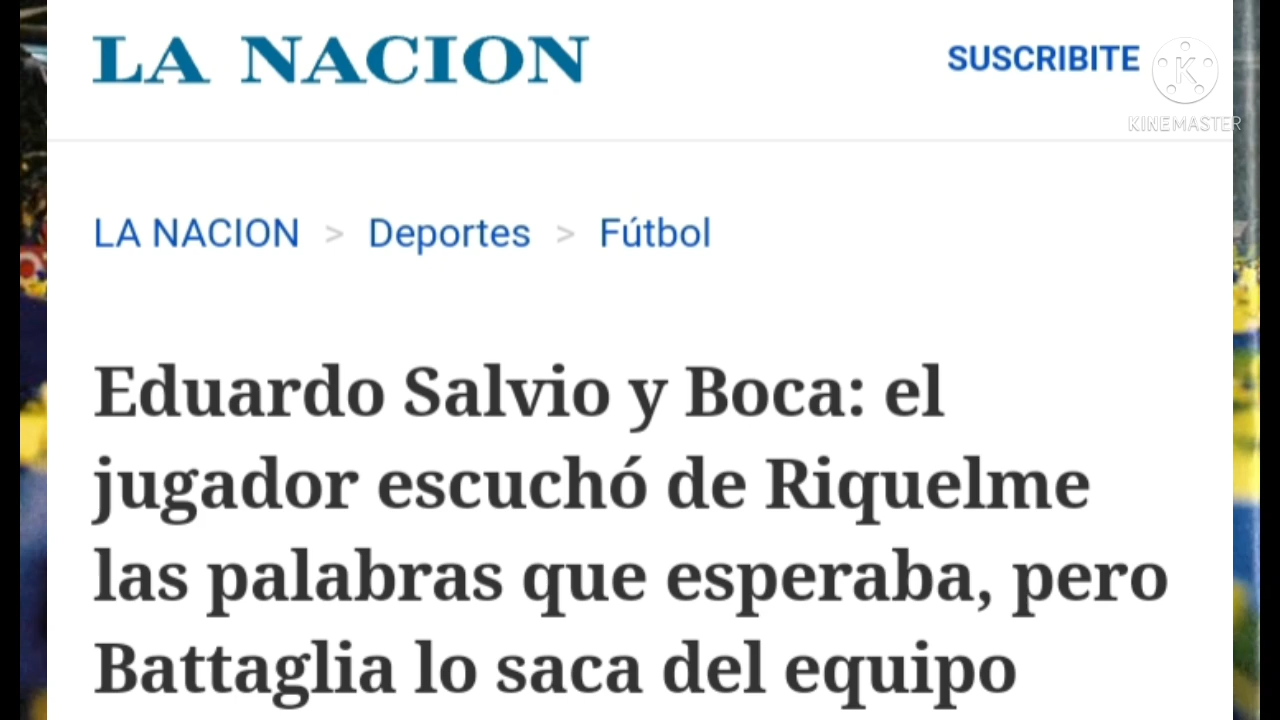 LA NACION
SUSCRIBITE
KINEMASTER
LA NACION > Deportes > Fútbol
Eduardo Salvio y Boca: el
jugador escuchó de Riquelme
las palabras que esperaba, pero
Battaglia lo saca del equipo